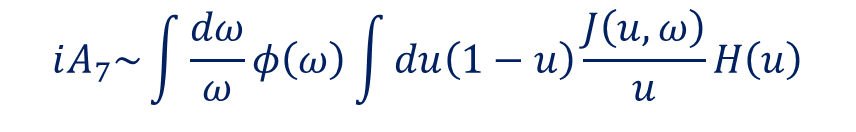 iA₇~ ∫ dω/ω ϕ(ω) ∫ du(1 − u) J(u, ω)/u H(u)